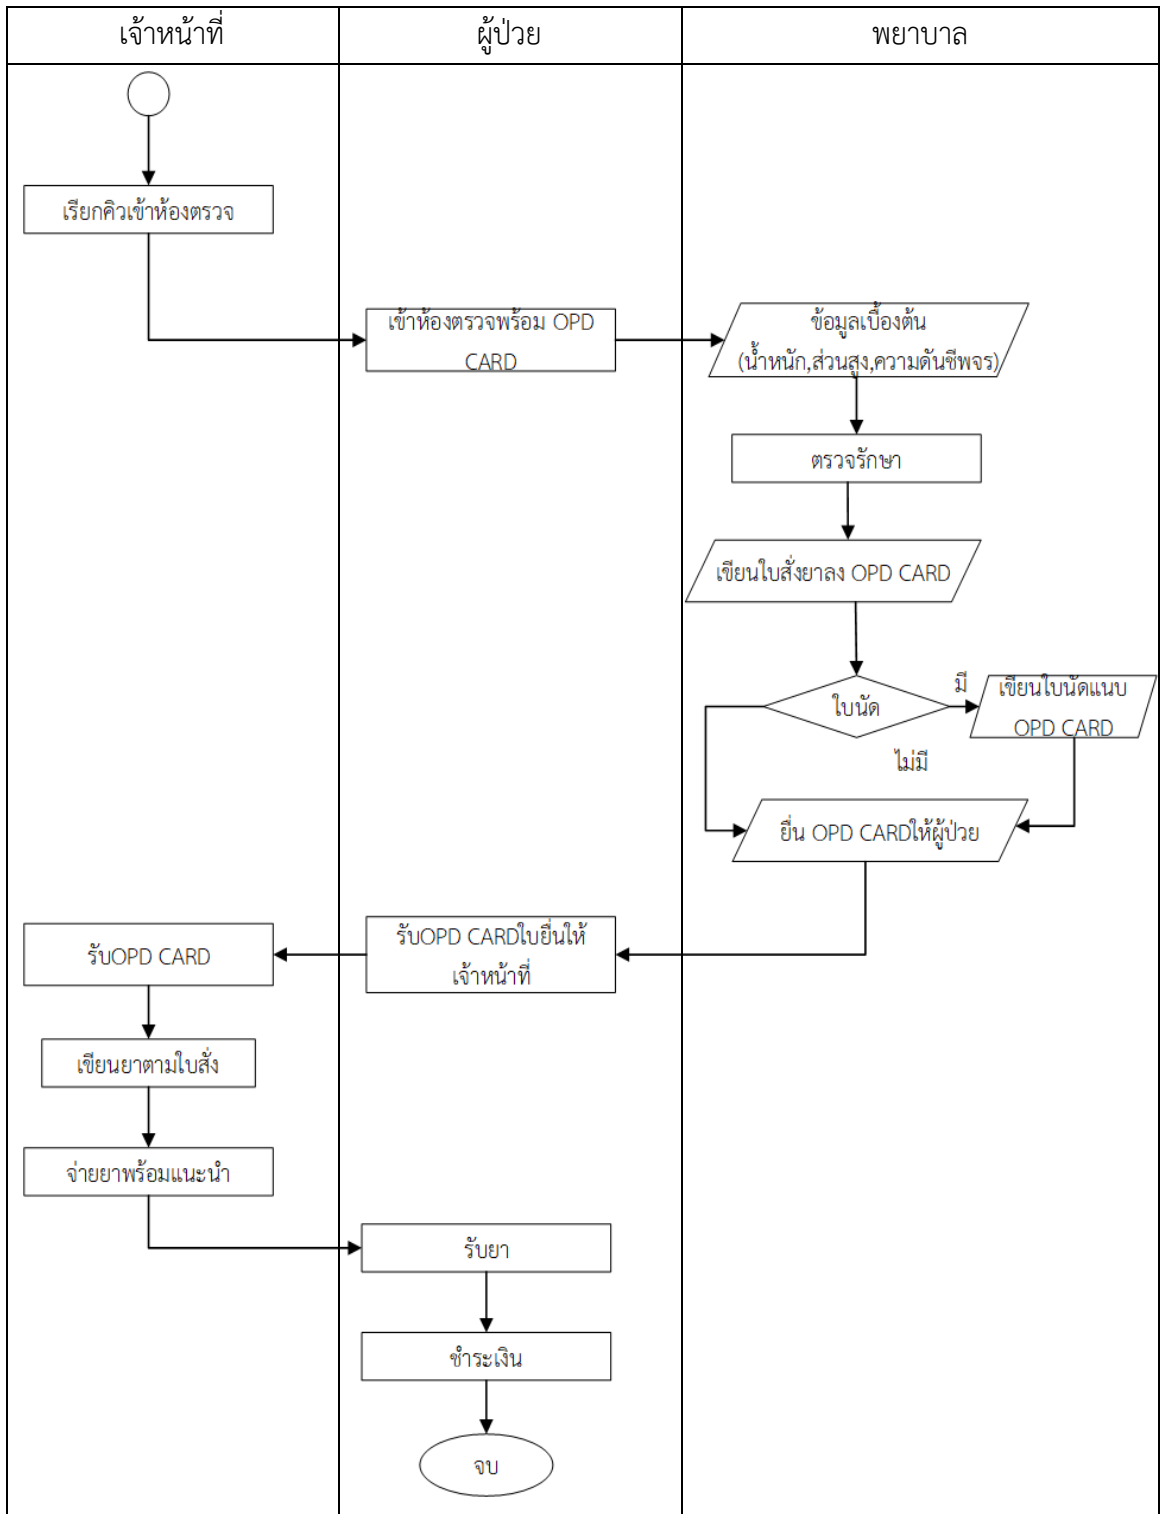 เจ้าหน้าที่
ผู้ป่วย
พยาบาล
เรียกคิวเข้าห้องตรวจ
เข้าห้องตรวจพร้อม OPD
CARD
ข้อมูลเบื้องต้น
(น้ำหนัก,ส่วนสูง,ความดันชีพจร)
ตรวจรักษา
เขียนใบสั่งยาลง OPD CARD
ใบนัด
มี
เขียนใบนัดแนบ
OPD CARD
ไม่มี
ยื่น OPD CARDให้ผู้ป่วย
รับOPD CARDใบยื่นให้
เจ้าหน้าที่
รับOPD CARD
เขียนยาตามใบสั่ง
จ่ายยาพร้อมแนะนำ
รับยา
ชำระเงิน
จบ